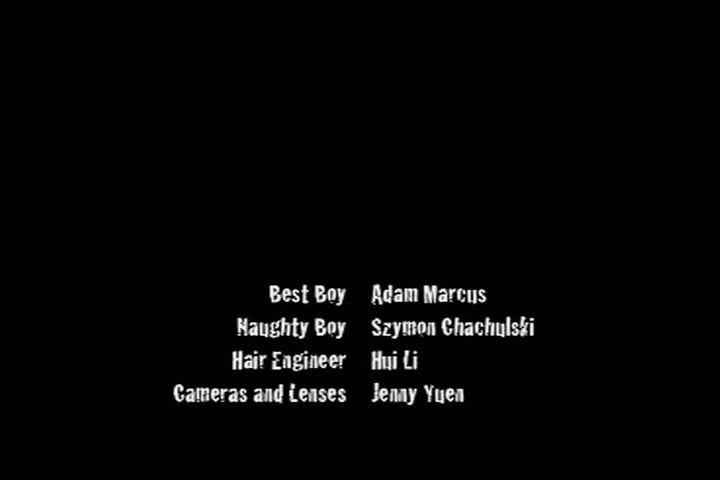 Best Boy Adam Marcus
Naughty Boy Szymon Chachulski
Hair Engineer Hui Li
Cameras and Lenses Jenny Yuen